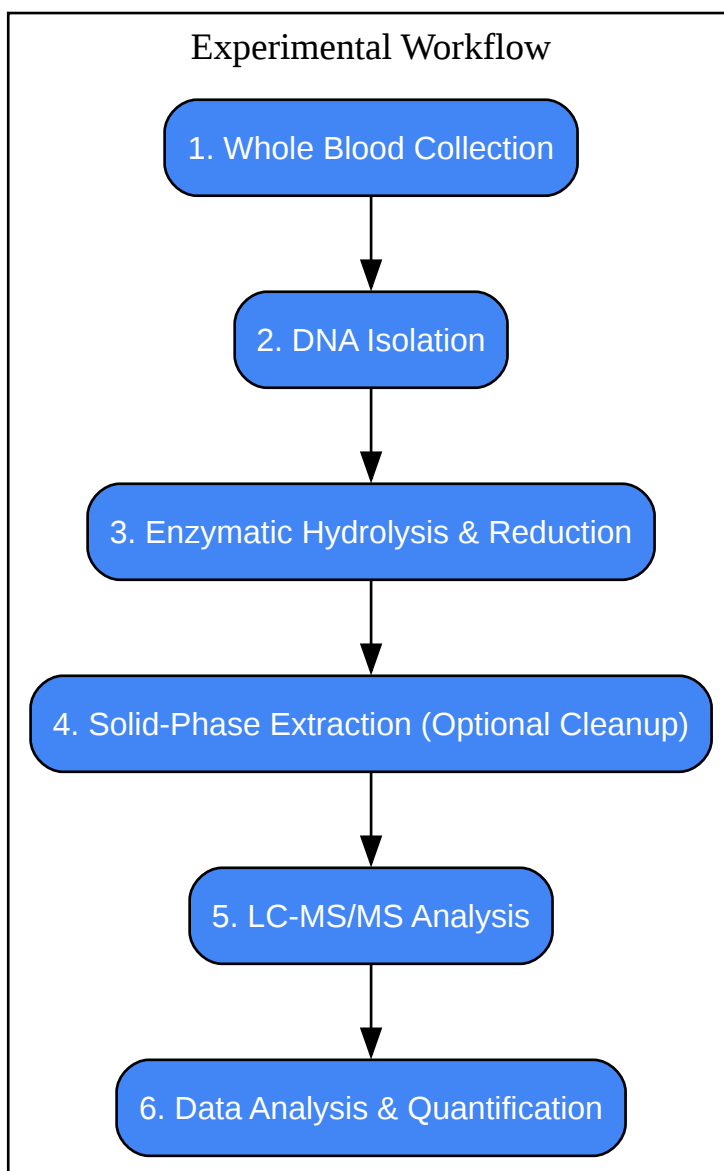 Experimental Workflow
1. Whole Blood Collection
2. DNA Isolation
3. Enzymatic Hydrolysis & Reduction
4. Solid-Phase Extraction (Optional Cleanup)
5. LC-MS/MS Analysis
6. Data Analysis & Quantification